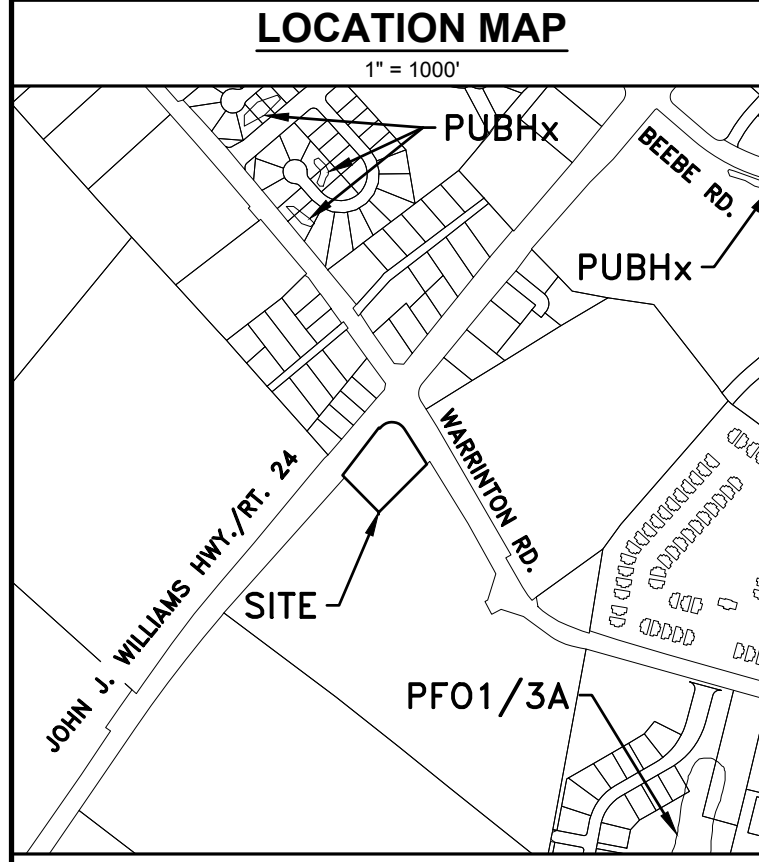 LOCATION MAP
1" = 1000'
PUBHx
BEEBE RD.
PUBHx
WARRINTON RD.
JOHN J. WILLIAMS HWY./RT. 24
SITE
PFO1/3A